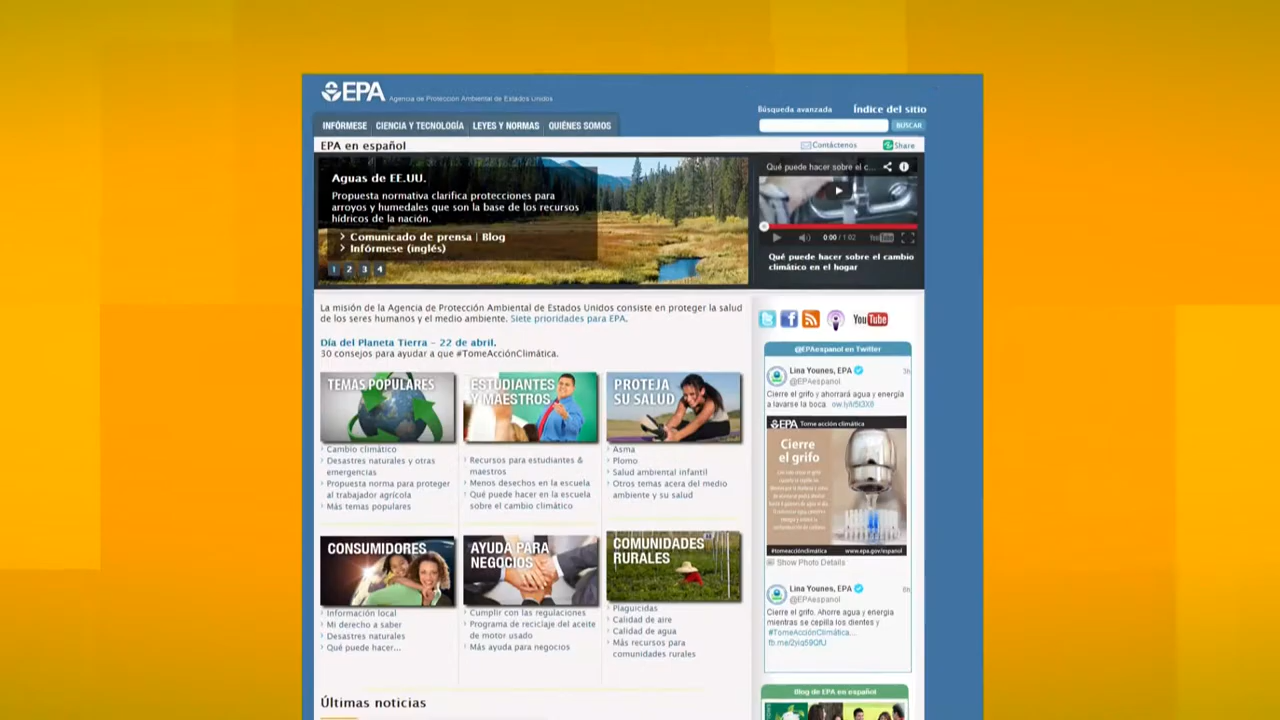 EPA Agencia de Protección Ambiental de Estados Unidos
Búsqueda avanzada Índice del sitio
INFÓRMESE CIENCIA Y TECNOLOGÍA LEYES Y NORMAS QUIÉNES SOMOS
BUSCAR
EPA en español
Contáctenos Share
Aguas de EE.UU.
Propuesta normativa clarifica protecciones para
arroyos y humedales que son la base de los recursos
hídricos de la nación.
> Comunicado de prensa | Blog
> Infórmese (inglés)
1 2 3 4
Qué puede hacer sobre el c...
0:00 / 1:02 YouTube
Qué puede hacer sobre el cambio
climático en el hogar
La misión de la Agencia de Protección Ambiental de Estados Unidos consiste en proteger la salud
de los seres humanos y el medio ambiente. Siete prioridades para EPA.
Día del Planeta Tierra – 22 de abril.
30 consejos para ayudar a que #TomeAcciónClimática.
TEMAS POPULARES
› Cambio climático
› Desastres naturales y otras
emergencias
› Propuesta norma para proteger
al trabajador agrícola
› Más temas populares
ESTUDIANTES
Y MAESTROS
› Recursos para estudiantes &
maestros
› Menos desechos en la escuela
› Qué puede hacer en la escuela
sobre el cambio climático
PROTEJA
SU SALUD
› Asma
› Plomo
› Salud ambiental infantil
› Otros temas acera del medio
ambiente y su salud
CONSUMIDORES
› Información local
› Mi derecho a saber
› Desastres naturales
› Qué puede hacer...
AYUDA PARA
NEGOCIOS
› Cumplir con las regulaciones
› Programa de reciclaje del aceite
de motor usado
› Más ayuda para negocios
COMUNIDADES
RURALES
› Plaguicidas
› Calidad de aire
› Calidad de agua
› Más recursos para
comunidades rurales
Últimas noticias
YouTube
@EPAespanol en Twitter
Lina Younes, EPA 3h
@EPAespanol
Cierre el grifo y ahorrará agua y energía
a lavarse la boca.
EPA Tome acción climática
Cierre
el grifo
#tomeacciónclimática www.epa.gov/espanol
Show Photo Details
Lina Younes, EPA 6h
@EPAespanol
Cierre el grifo. Ahorre agua y energía
mientras se cepilla los dientes y
#TomeAcciónClimática...
Blog de EPA en español